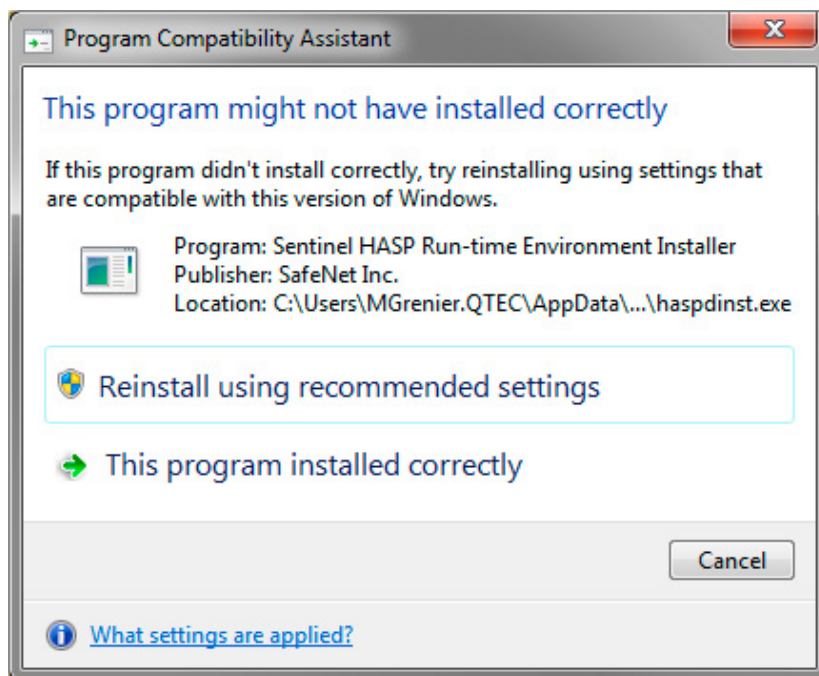 Program Compatibility Assistant
This program might not have installed correctly
If this program didn't install correctly, try reinstalling using settings that
are compatible with this version of Windows.
Program: Sentinel HASP Run-time Environment Installer
Publisher: SafeNet Inc.
Location: C:\Users\MGrenier.QTEC\AppData\...\haspdinst.exe
Reinstall using recommended settings
This program installed correctly
Cancel
What settings are applied?